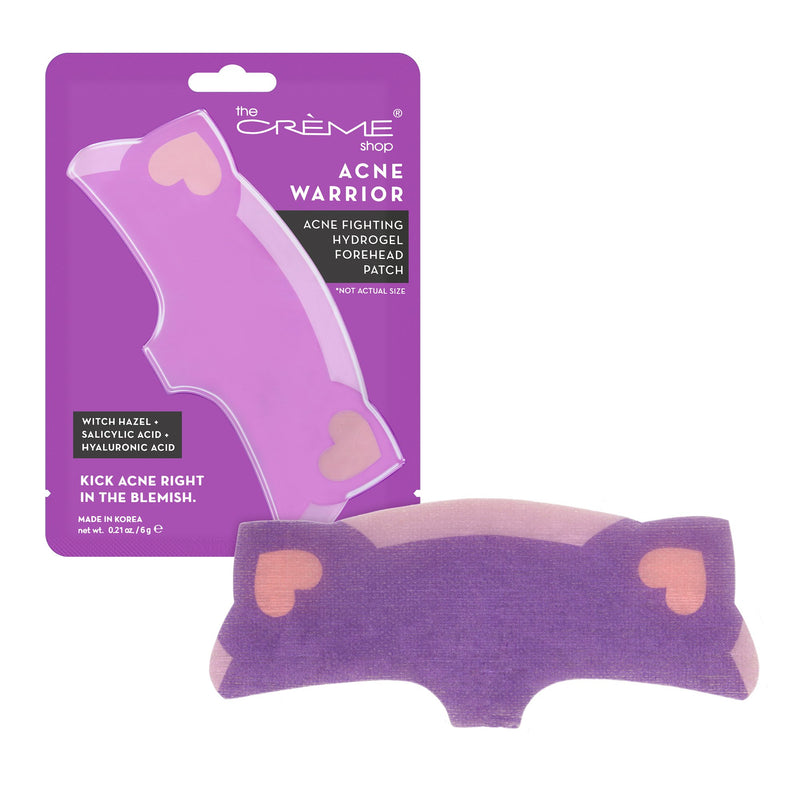 the
CRÈME®
shop
ACNE
WARRIOR
ACNE FIGHTING
HYDROGEL
FOREHEAD
PATCH
*NOT ACTUAL SIZE
WITCH HAZEL +
SALICYLIC ACID +
HYALURONIC ACID
KICK ACNE RIGHT
IN THE BLEMISH.
MADE IN KOREA
net wt. 0.21 oz. / 6 g ℮